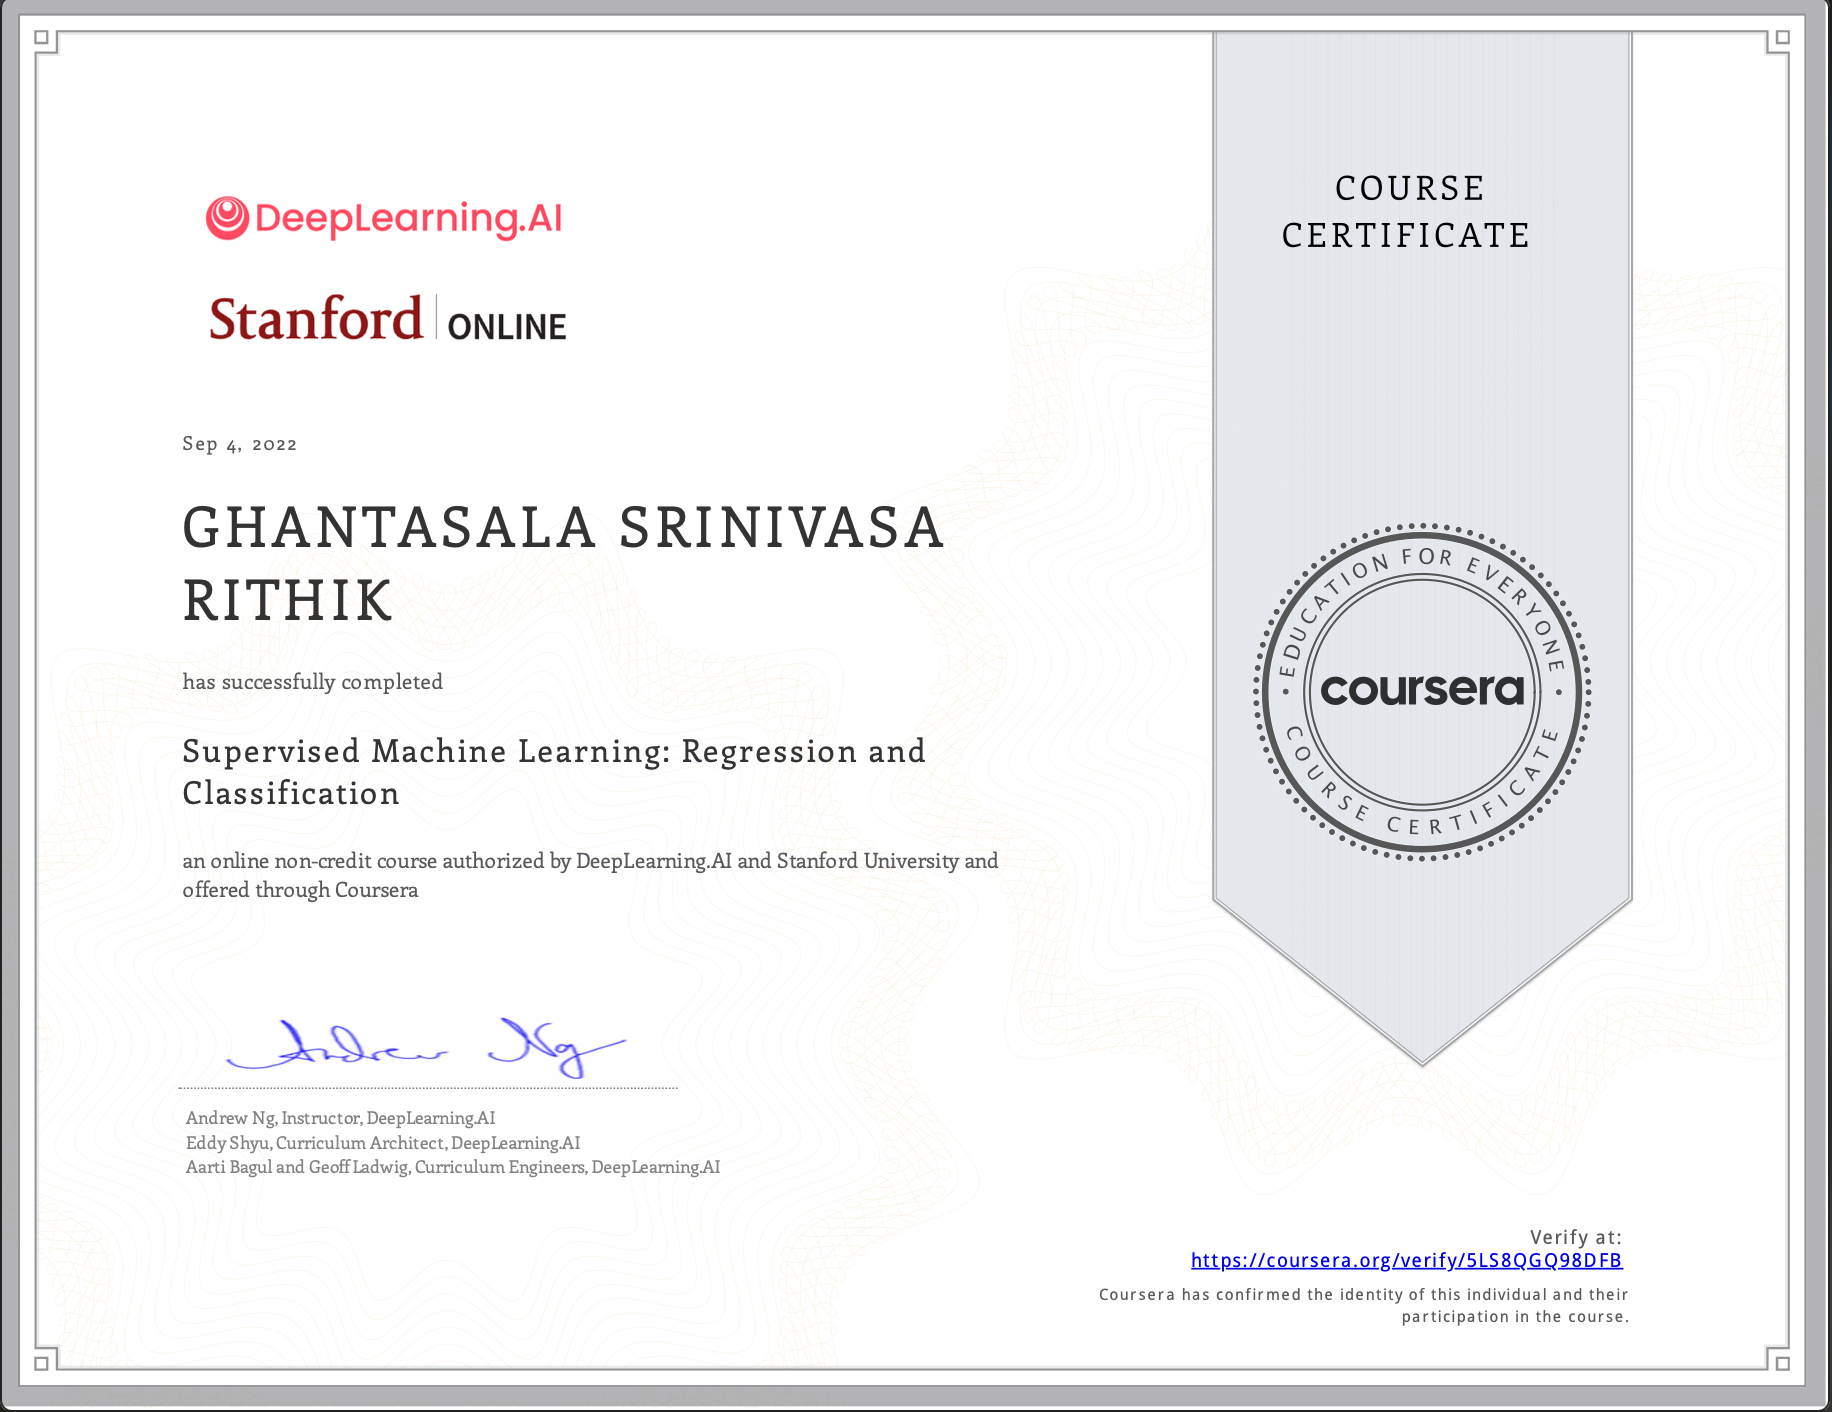 DeepLearning.AI
Stanford | ONLINE
Sep 4, 2022
GHANTASALA SRINIVASA
RITHIK
has successfully completed
Supervised Machine Learning: Regression and
Classification
an online non-credit course authorized by DeepLearning.AI and Stanford University and
offered through Coursera
Andrew Ng
Andrew Ng, Instructor, DeepLearning.AI
Eddy Shyu, Curriculum Architect, DeepLearning.AI
Aarti Bagul and Geoff Ladwig, Curriculum Engineers, DeepLearning.AI
COURSE
CERTIFICATE
EDUCATION FOR EVERYONE
coursera
COURSE CERTIFICATE
Verify at:
https://coursera.org/verify/5LS8QGQ98DFB
Coursera has confirmed the identity of this individual and their
participation in the course.